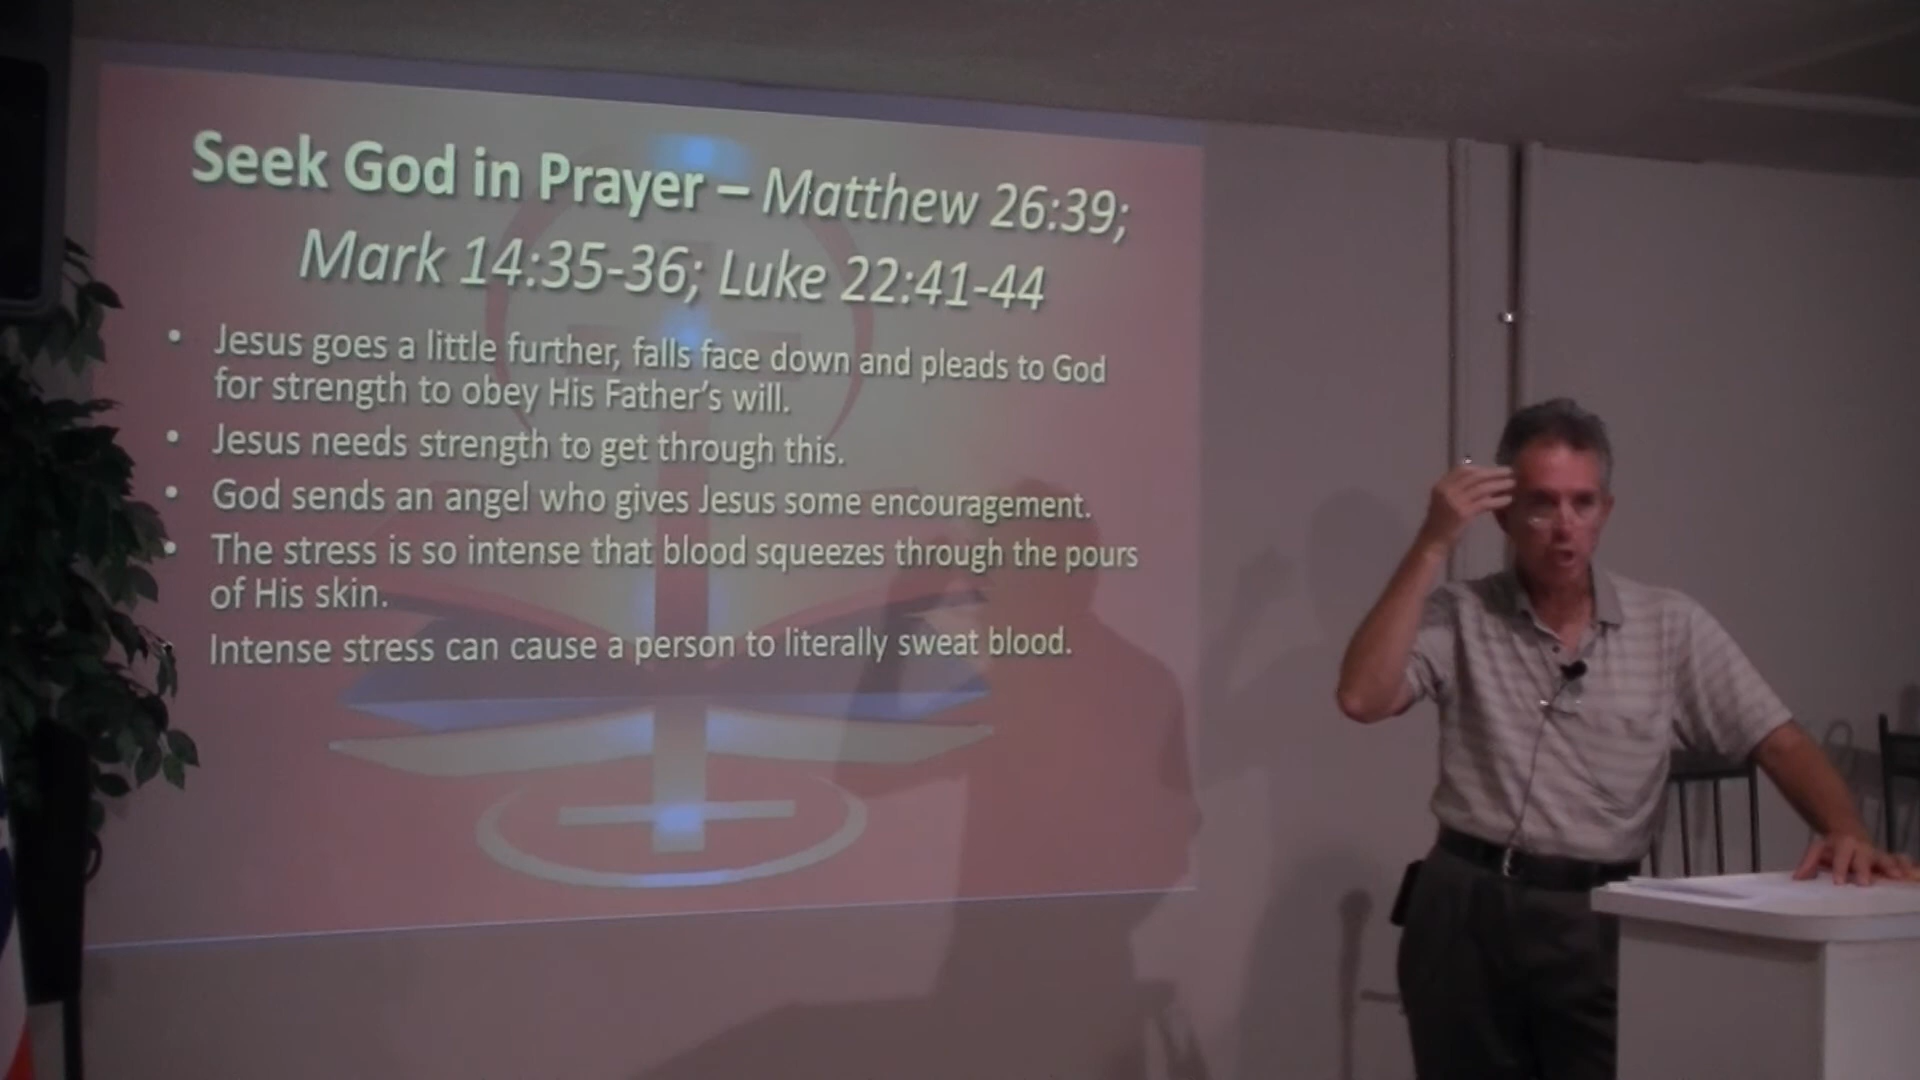 Seek God in Prayer – Matthew 26:39;
Mark 14:35-36; Luke 22:41-44
• Jesus goes a little further, falls face down and pleads to God
for strength to obey His Father's will.
• Jesus needs strength to get through this.
• God sends an angel who gives Jesus some encouragement.
• The stress is so intense that blood squeezes through the pours
of His skin.
• Intense stress can cause a person to literally sweat blood.